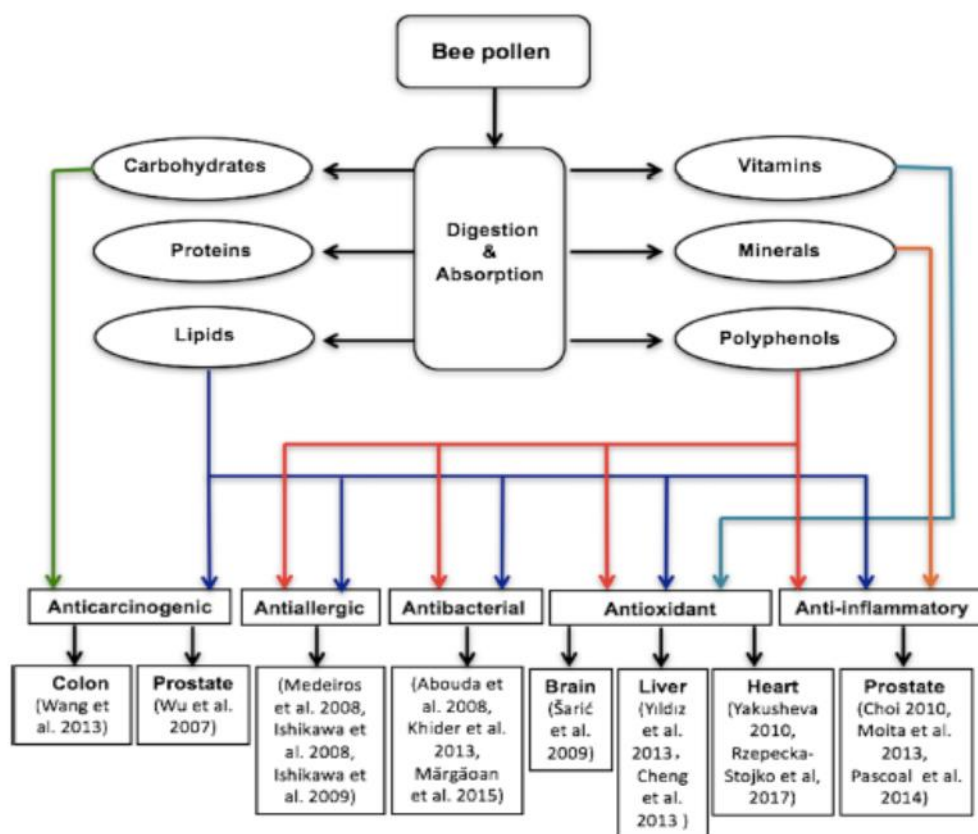 Bee pollen
Carbohydrates
Proteins
Lipids
Digestion
&
Absorption
Vitamins
Minerals
Polyphenols
Anticarcinogenic
Antiallergic
Antibacterial
Antioxidant
Anti-inflammatory
Colon
(Wang et
al. 2013)
Prostate
(Wu et al.
2007)
(Medeiros
et al. 2008,
Ishikawa
et al. 2008,
Ishikawa
et al. 2009)
(Abouda et
al. 2008,
Khider et al.
2013,
Mărgăoan
et al. 2015)
Brain
(Šarić
et al.
2009)
Liver
(Yıldız
et al.
2013,
Cheng
et al.
2013 )
Heart
(Yakusheva
2010,
Rzepecka-
Stojko et al,
2017)
Prostate
(Choi 2010,
Moita et al.
2013,
Pascoal et al.
2014)